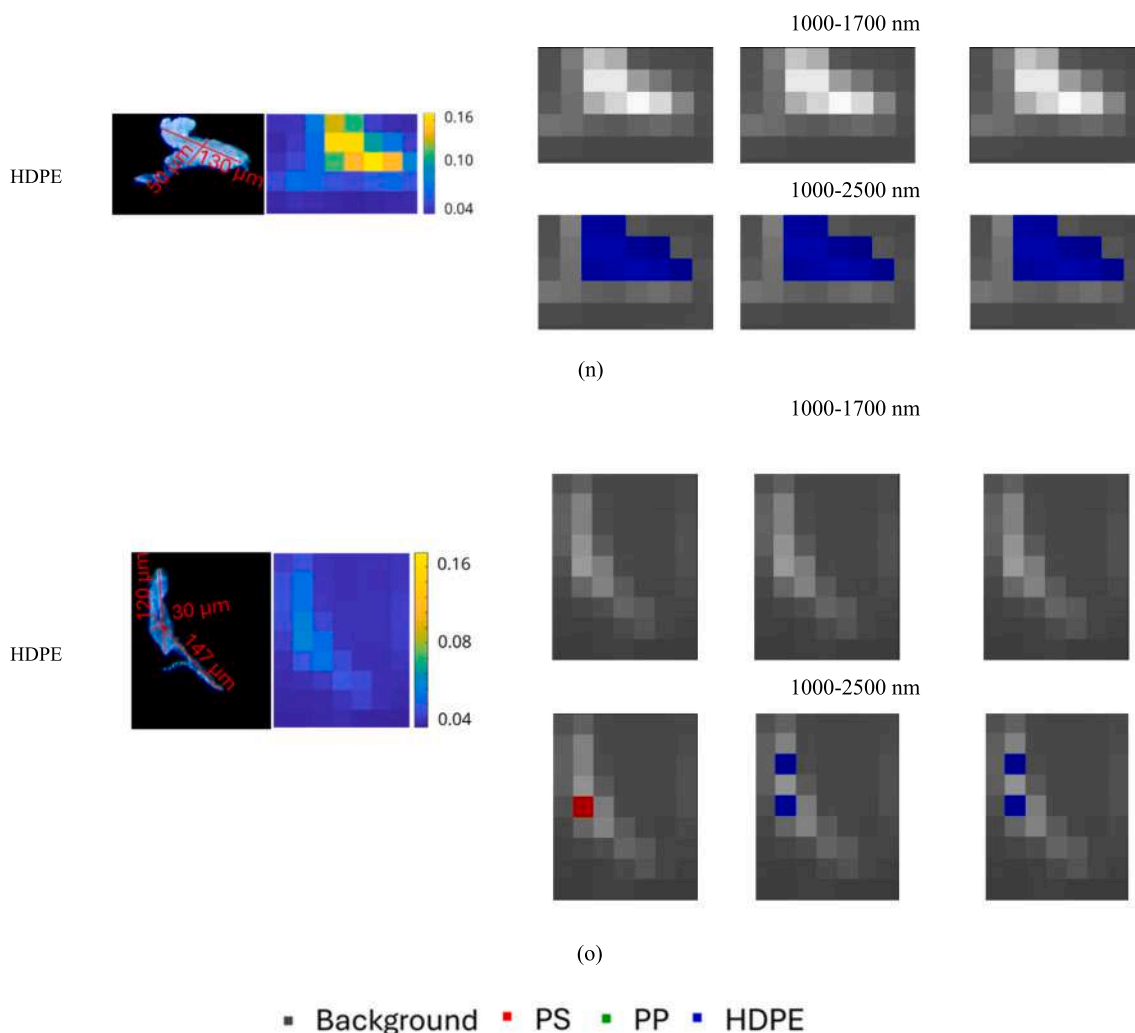 1000-1700 nm
HDPE
50 µm
130 µm
0.16
0.10
0.04
1000-2500 nm
(n)
1000-1700 nm
HDPE
120 µm
30 µm
147 µm
0.16
0.08
0.04
1000-2500 nm
(o)
Background PS PP HDPE